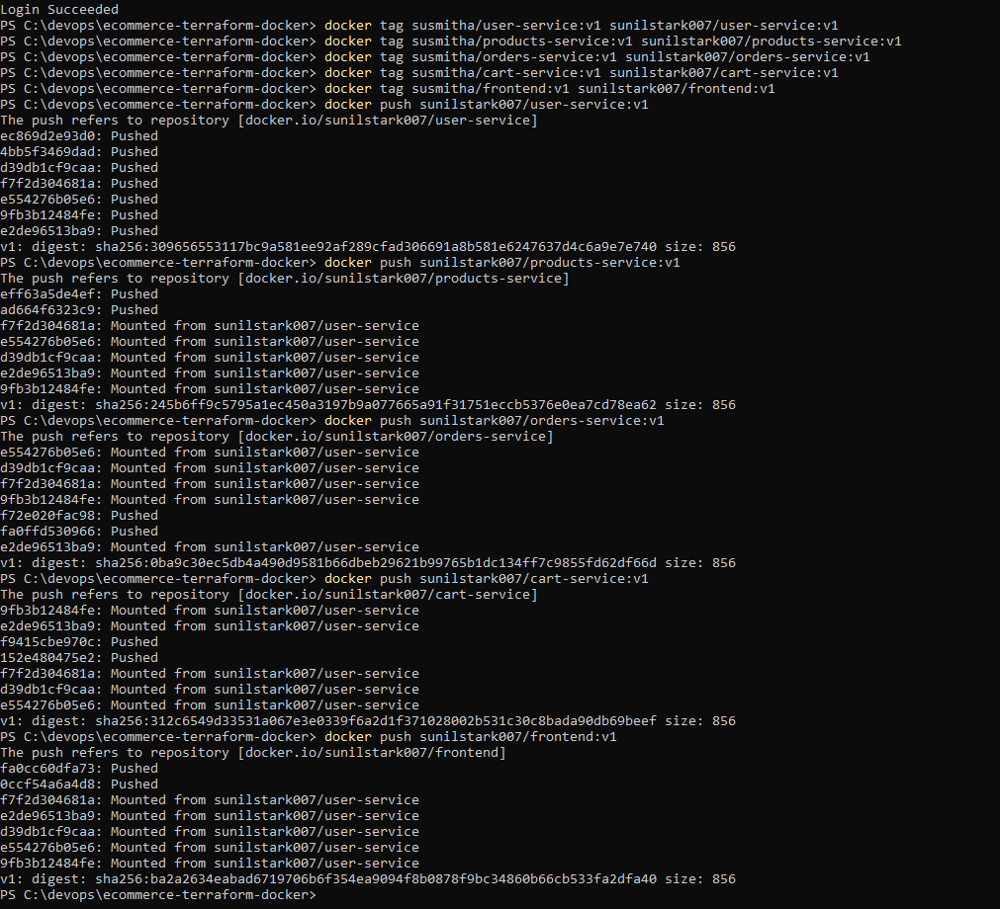 Login Succeeded
PS C:\devops\ecommerce-terraform-docker> docker tag susmitha/user-service:v1 sunilstark007/user-service:v1
PS C:\devops\ecommerce-terraform-docker> docker tag susmitha/products-service:v1 sunilstark007/products-service:v1
PS C:\devops\ecommerce-terraform-docker> docker tag susmitha/orders-service:v1 sunilstark007/orders-service:v1
PS C:\devops\ecommerce-terraform-docker> docker tag susmitha/cart-service:v1 sunilstark007/cart-service:v1
PS C:\devops\ecommerce-terraform-docker> docker tag susmitha/frontend:v1 sunilstark007/frontend:v1
PS C:\devops\ecommerce-terraform-docker> docker push sunilstark007/user-service:v1
The push refers to repository [docker.io/sunilstark007/user-service]
ec869d2e93d0: Pushed
4bb5f3469dad: Pushed
d39db1cf9caa: Pushed
f7f2d304681a: Pushed
e554276b05e6: Pushed
9fb3b12484fe: Pushed
e2de96513ba9: Pushed
v1: digest: sha256:309656553117bc9a581ee92af289cfad306691a8b581e6247637d4c6a9e7e740 size: 856
PS C:\devops\ecommerce-terraform-docker> docker push sunilstark007/products-service:v1
The push refers to repository [docker.io/sunilstark007/products-service]
eff63a5de4ef: Pushed
ad664f6323c9: Pushed
f7f2d304681a: Mounted from sunilstark007/user-service
e554276b05e6: Mounted from sunilstark007/user-service
d39db1cf9caa: Mounted from sunilstark007/user-service
e2de96513ba9: Mounted from sunilstark007/user-service
9fb3b12484fe: Mounted from sunilstark007/user-service
v1: digest: sha256:245b6ff9c5795a1ec450a3197b9a077665a91f31751eccb5376e0ea7cd78ea62 size: 856
PS C:\devops\ecommerce-terraform-docker> docker push sunilstark007/orders-service:v1
The push refers to repository [docker.io/sunilstark007/orders-service]
e554276b05e6: Mounted from sunilstark007/user-service
d39db1cf9caa: Mounted from sunilstark007/user-service
f7f2d304681a: Mounted from sunilstark007/user-service
9fb3b12484fe: Mounted from sunilstark007/user-service
f72e020fac98: Pushed
fa0ffd530966: Pushed
e2de96513ba9: Mounted from sunilstark007/user-service
v1: digest: sha256:0ba9c30ec5db4a490d9581b66dbeb29621b99765b1dc134ff7c9855fd62df66d size: 856
PS C:\devops\ecommerce-terraform-docker> docker push sunilstark007/cart-service:v1
The push refers to repository [docker.io/sunilstark007/cart-service]
9fb3b12484fe: Mounted from sunilstark007/user-service
e2de96513ba9: Mounted from sunilstark007/user-service
f9415cbe970c: Pushed
152e480475e2: Pushed
f7f2d304681a: Mounted from sunilstark007/user-service
d39db1cf9caa: Mounted from sunilstark007/user-service
e554276b05e6: Mounted from sunilstark007/user-service
v1: digest: sha256:312c6549d33531a067e3e0339f6a2d1f371028002b531c30c8bada90db69beef size: 856
PS C:\devops\ecommerce-terraform-docker> docker push sunilstark007/frontend:v1
The push refers to repository [docker.io/sunilstark007/frontend]
fa0cc60dfa73: Pushed
0ccf54a6a4d8: Pushed
f7f2d304681a: Mounted from sunilstark007/user-service
e2de96513ba9: Mounted from sunilstark007/user-service
d39db1cf9caa: Mounted from sunilstark007/user-service
e554276b05e6: Mounted from sunilstark007/user-service
9fb3b12484fe: Mounted from sunilstark007/user-service
v1: digest: sha256:ba2a2634eabad6719706b6f354ea9094f8b0878f9bc34860b66cb533fa2dfa40 size: 856
PS C:\devops\ecommerce-terraform-docker>